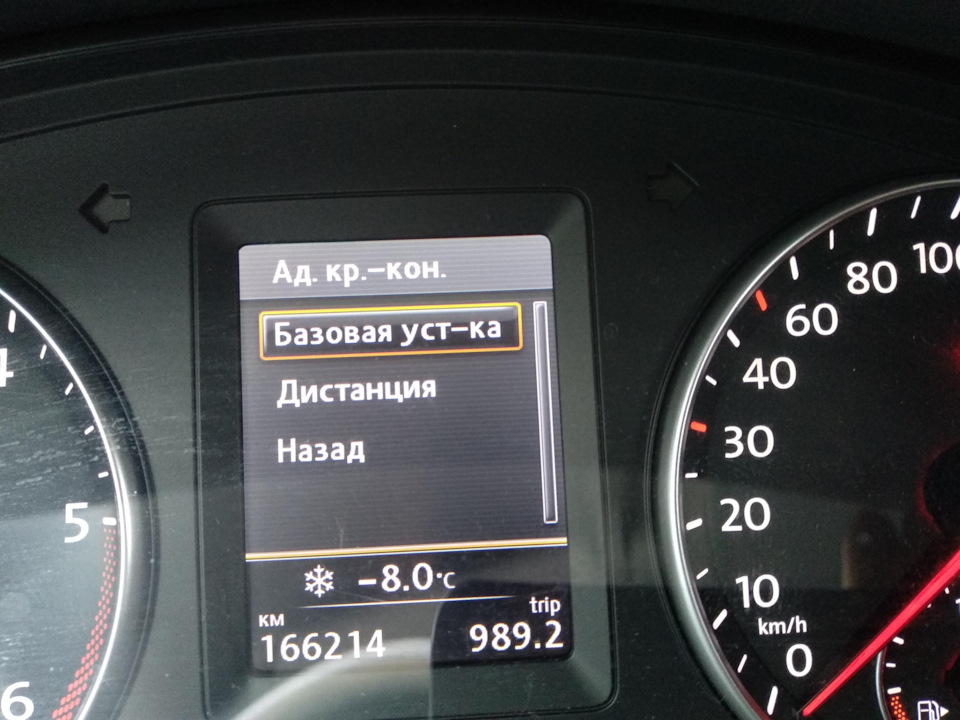 Ад. кр.–кон.
Базовая уст–ка
Дистанция
Назад
–8.0°C
км
trip
166214
989.2
4
5
6
100
80
60
40
30
20
10
km/h
0